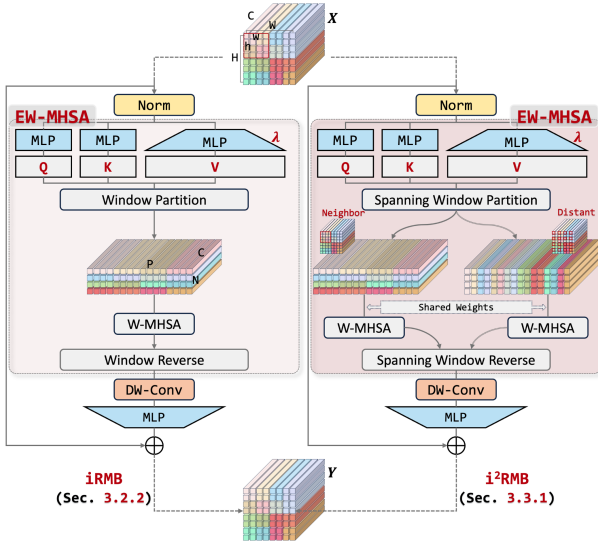 C
W
X
w
h
H
Norm
Norm
EW-MHSA
EW-MHSA
MLP
MLP
MLP
λ
MLP
MLP
MLP
λ
Q
K
V
Q
K
V
Window Partition
Spanning Window Partition
Neighbor
Distant
P
C
N
Shared Weights
W-MHSA
W-MHSA
W-MHSA
Window Reverse
Spanning Window Reverse
DW-Conv
DW-Conv
MLP
MLP
iRMB
(Sec. 3.2.2)
Y
i²RMB
(Sec. 3.3.1)